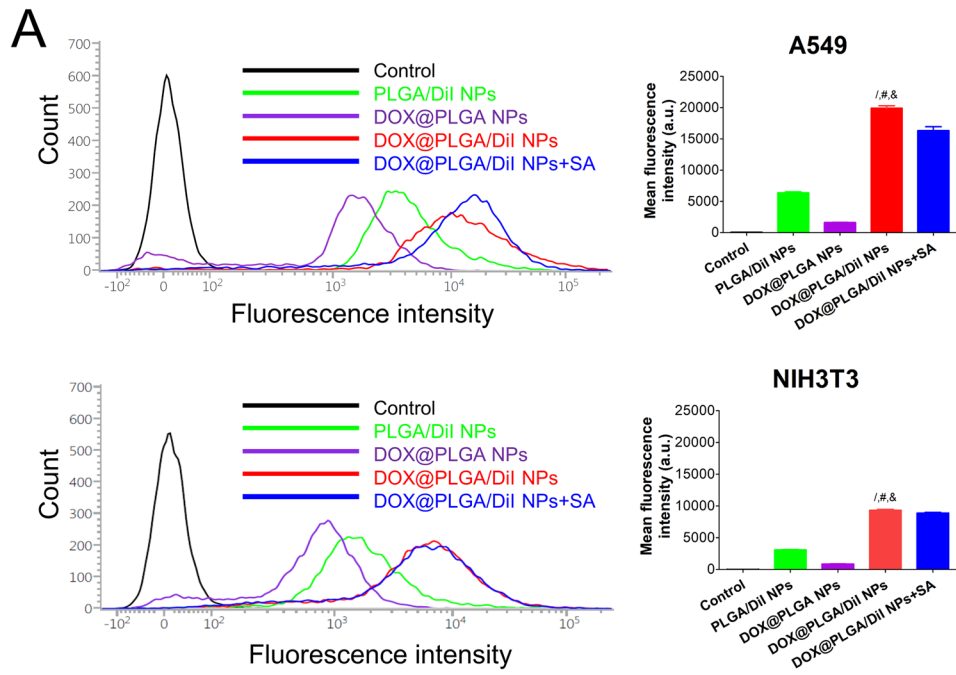 A
700
600
500
400
300
200
100
0
Count
-10² 0 10² 10³ 10⁴ 10⁵
Fluorescence intensity
Control
PLGA/DiI NPs
DOX@PLGA NPs
DOX@PLGA/DiI NPs
DOX@PLGA/DiI NPs+SA
A549
25000
20000
15000
10000
5000
0
Mean fluorescence
intensity (a.u.)
/,#,&
Control
PLGA/DiI NPs
DOX@PLGA NPs
DOX@PLGA/DiI NPs
DOX@PLGA/DiI NPs+SA
700
600
500
400
300
200
100
0
Count
-10² 0 10² 10³ 10⁴ 10⁵
Fluorescence intensity
Control
PLGA/DiI NPs
DOX@PLGA NPs
DOX@PLGA/DiI NPs
DOX@PLGA/DiI NPs+SA
NIH3T3
25000
20000
15000
10000
5000
0
Mean fluorescence
intensity (a.u.)
/,#,&
Control
PLGA/DiI NPs
DOX@PLGA NPs
DOX@PLGA/DiI NPs
DOX@PLGA/DiI NPs+SA